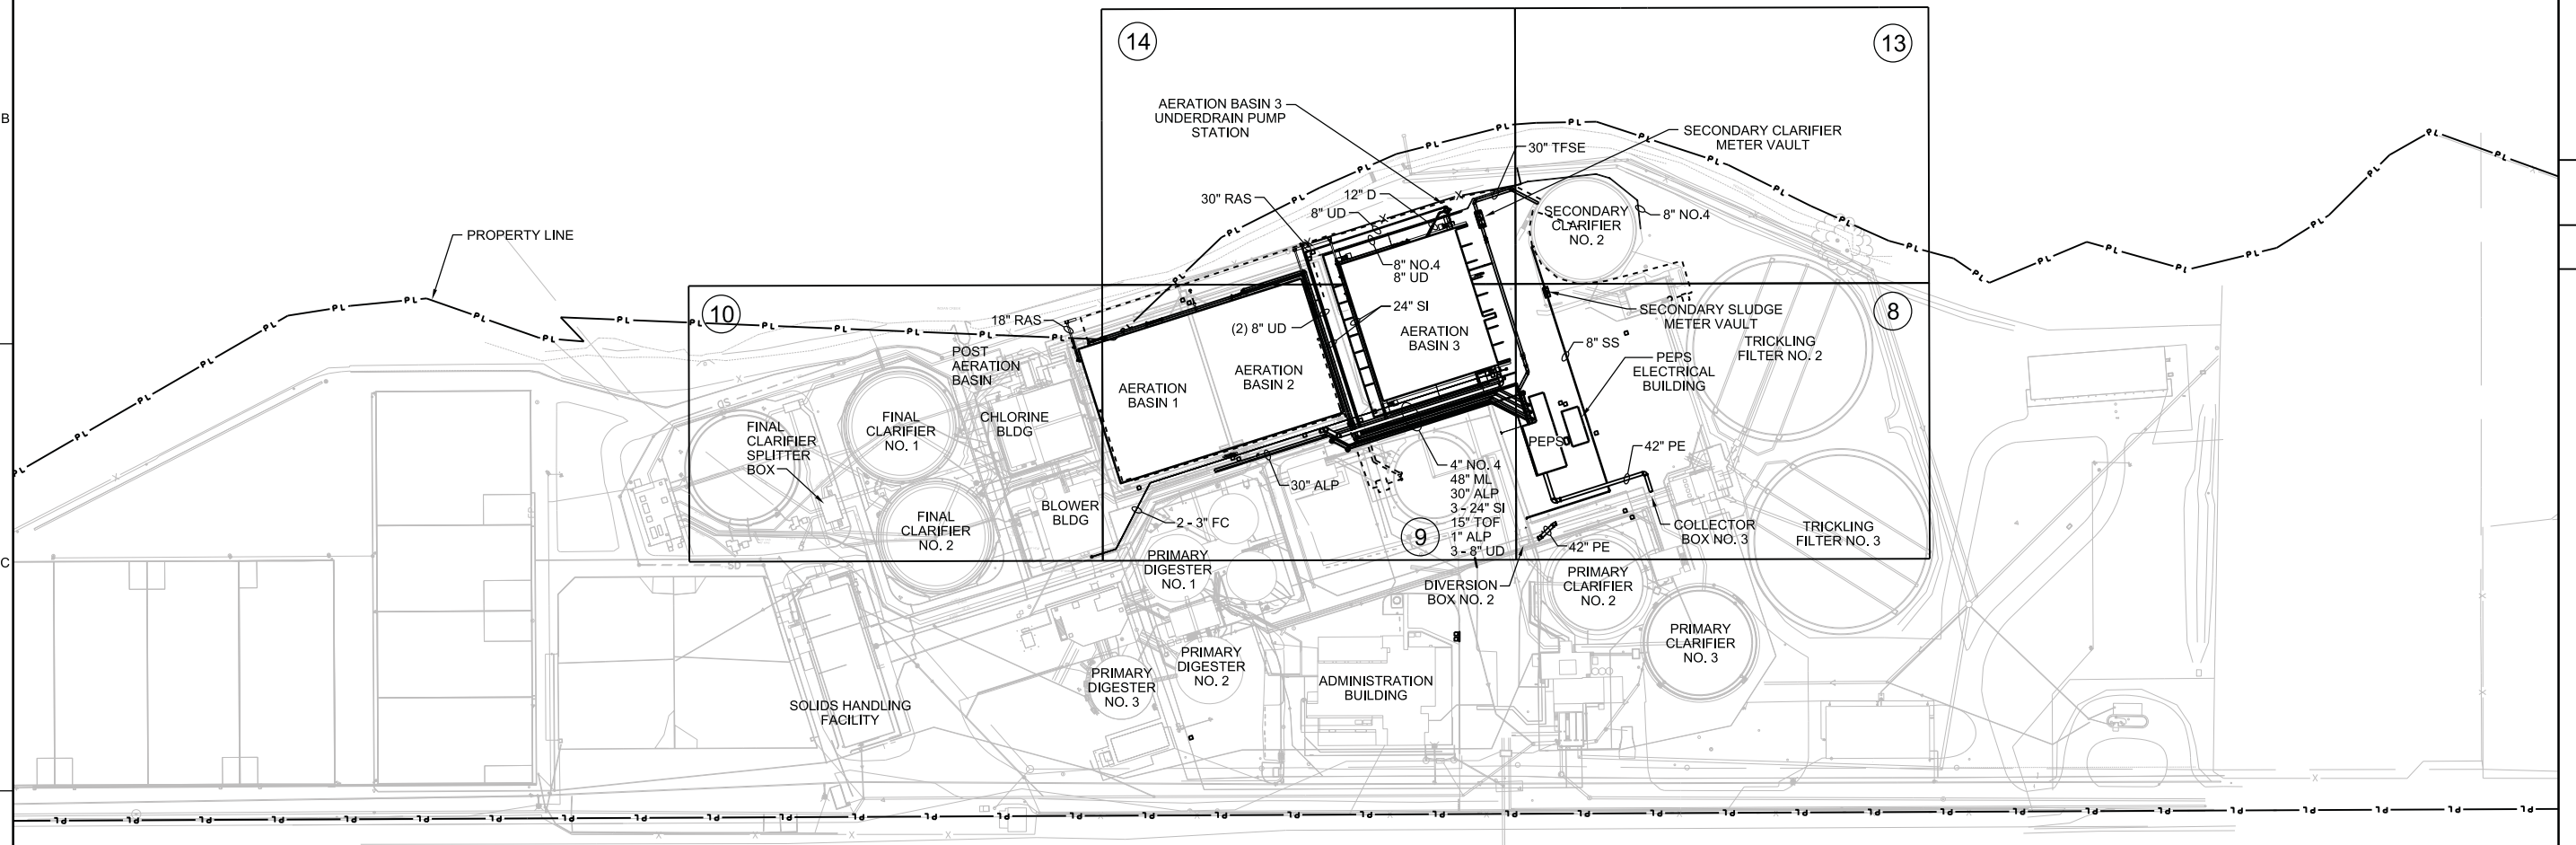 14
13
B
AERATION BASIN 3
UNDERDRAIN PUMP
STATION
SECONDARY CLARIFIER
METER VAULT
30" TFSE
30" RAS
12" D
8" UD
SECONDARY
CLARIFIER
NO. 2
8" NO.4
PROPERTY LINE
8" NO.4
8" UD
10
18" RAS
(2) 8" UD
24" SI
SECONDARY SLUDGE
METER VAULT
8
AERATION
BASIN 3
8" SS
TRICKLING
FILTER NO. 2
POST
AERATION
BASIN
PEPS
ELECTRICAL
BUILDING
AERATION
BASIN 1
AERATION
BASIN 2
FINAL
CLARIFIER
NO. 1
CHLORINE
BLDG
FINAL
CLARIFIER
SPLITTER
BOX
PEPS
42" PE
4" NO. 4
48" ML
30" ALP
3 - 24" SI
15" TOF
1" ALP
3 - 8" UD
30" ALP
BLOWER
BLDG
2 - 3" FC
FINAL
CLARIFIER
NO. 2
9
COLLECTOR
BOX NO. 3
TRICKLING
FILTER NO. 3
42" PE
C
PRIMARY
DIGESTER
NO. 1
DIVERSION
BOX NO. 2
PRIMARY
CLARIFIER
NO. 2
PRIMARY
CLARIFIER
NO. 3
PRIMARY
DIGESTER
NO. 2
PRIMARY
DIGESTER
NO. 3
ADMINISTRATION
BUILDING
SOLIDS HANDLING
FACILITY